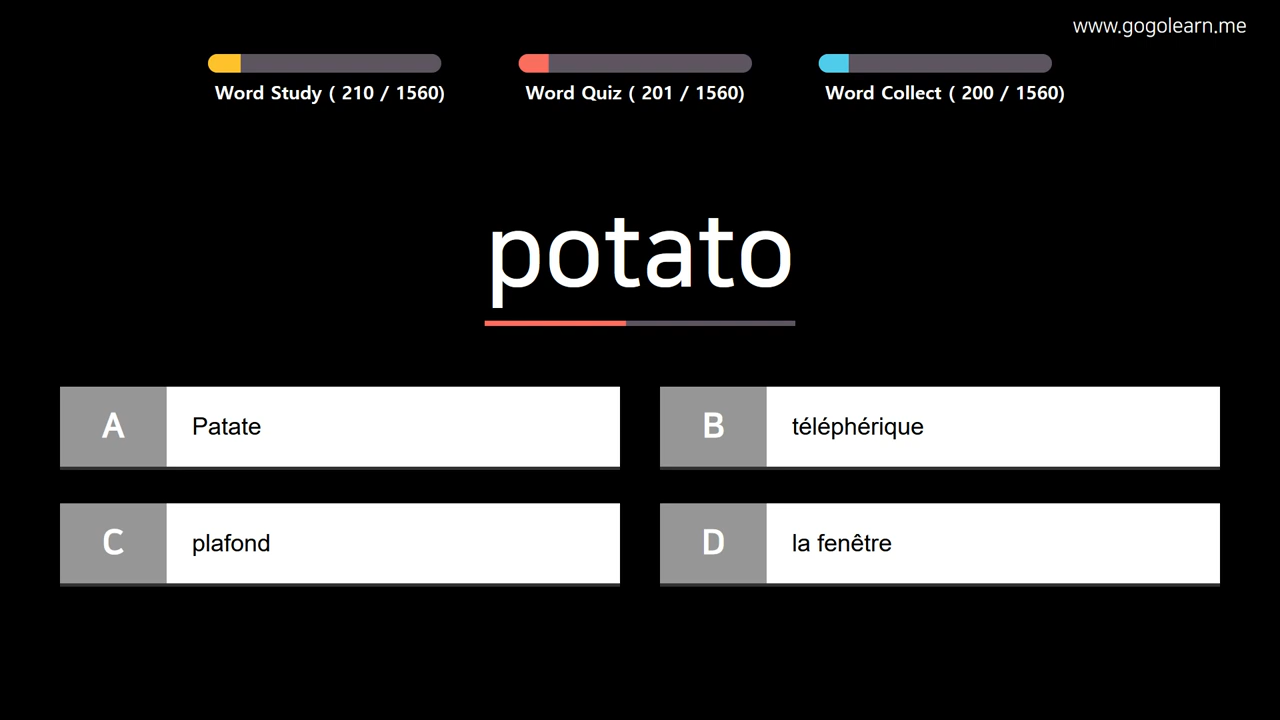 www.gogolearn.me
Word Study ( 210 / 1560)
Word Quiz ( 201 / 1560)
Word Collect ( 200 / 1560)
potato
A
Patate
B
téléphérique
C
plafond
D
la fenêtre